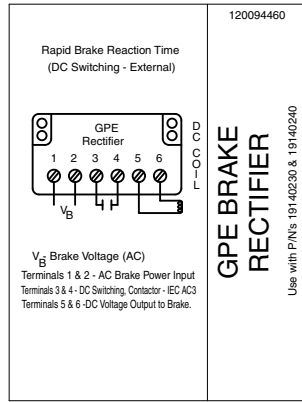 Rapid Brake Reaction Time
(DC Switching - External)
GPE
Rectifier
1 2 3 4 5 6
DC COIL
VB
VB- Brake Voltage (AC)
Terminals 1 & 2 - AC Brake Power Input
Terminals 3 & 4 - DC Switching, Contactor - IEC AC3
Terminals 5 & 6 -DC Voltage Output to Brake.
120094460
GPE BRAKE
RECTIFIER
Use with P/N's 19140230 & 19140240